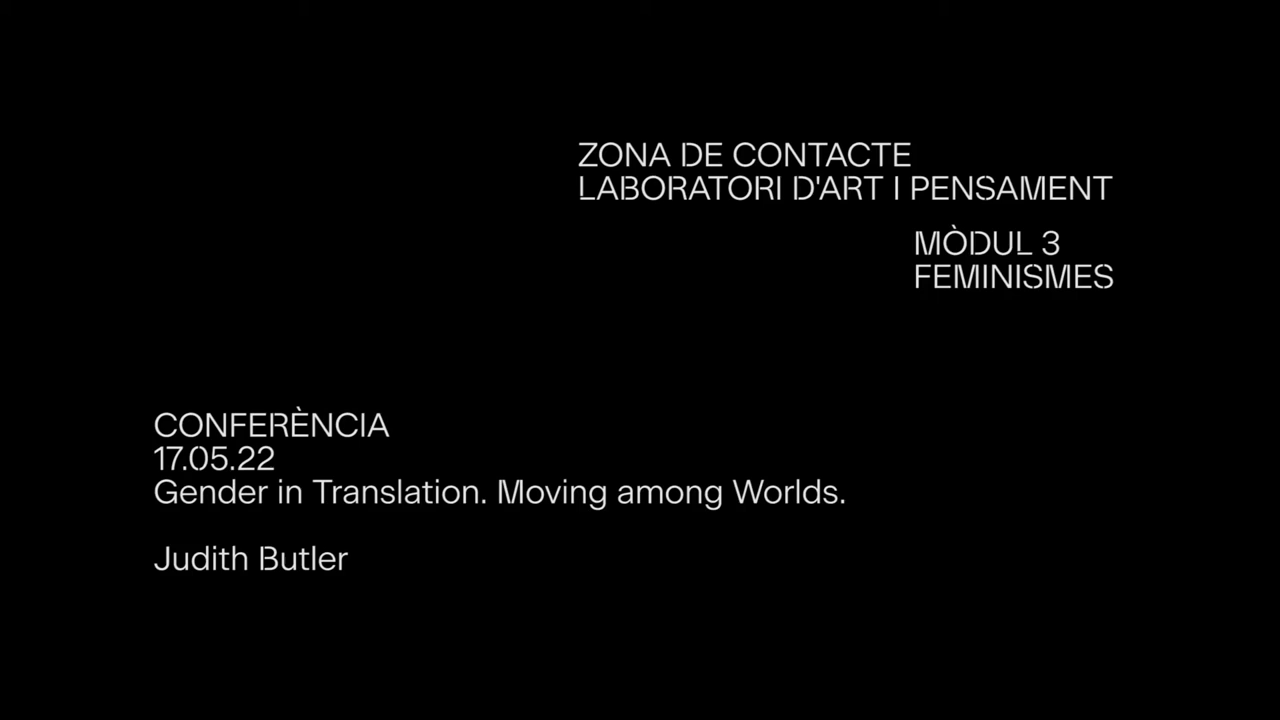 ZONA DE CONTACTE
LABORATORI D'ART I PENSAMENT
MÒDUL 3
FEMINISMES
CONFERÈNCIA
17.05.22
Gender in Translation. Moving among Worlds.
Judith Butler